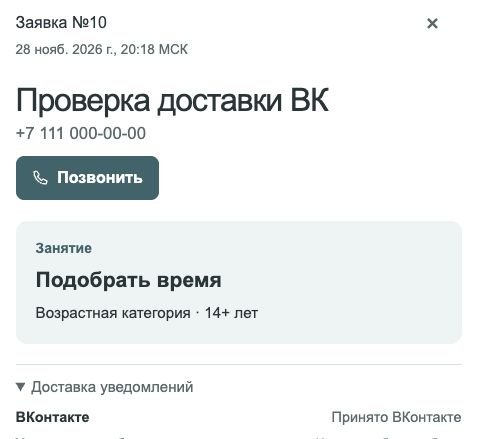 Заявка №10
×
28 нояб. 2026 г., 20:18 МСК
Проверка доставки ВК
+7 111 000-00-00
Позвонить
Занятие
Подобрать время
Возрастная категория · 14+ лет
▼ Доставка уведомлений
ВКонтакте
Принято ВКонтакте